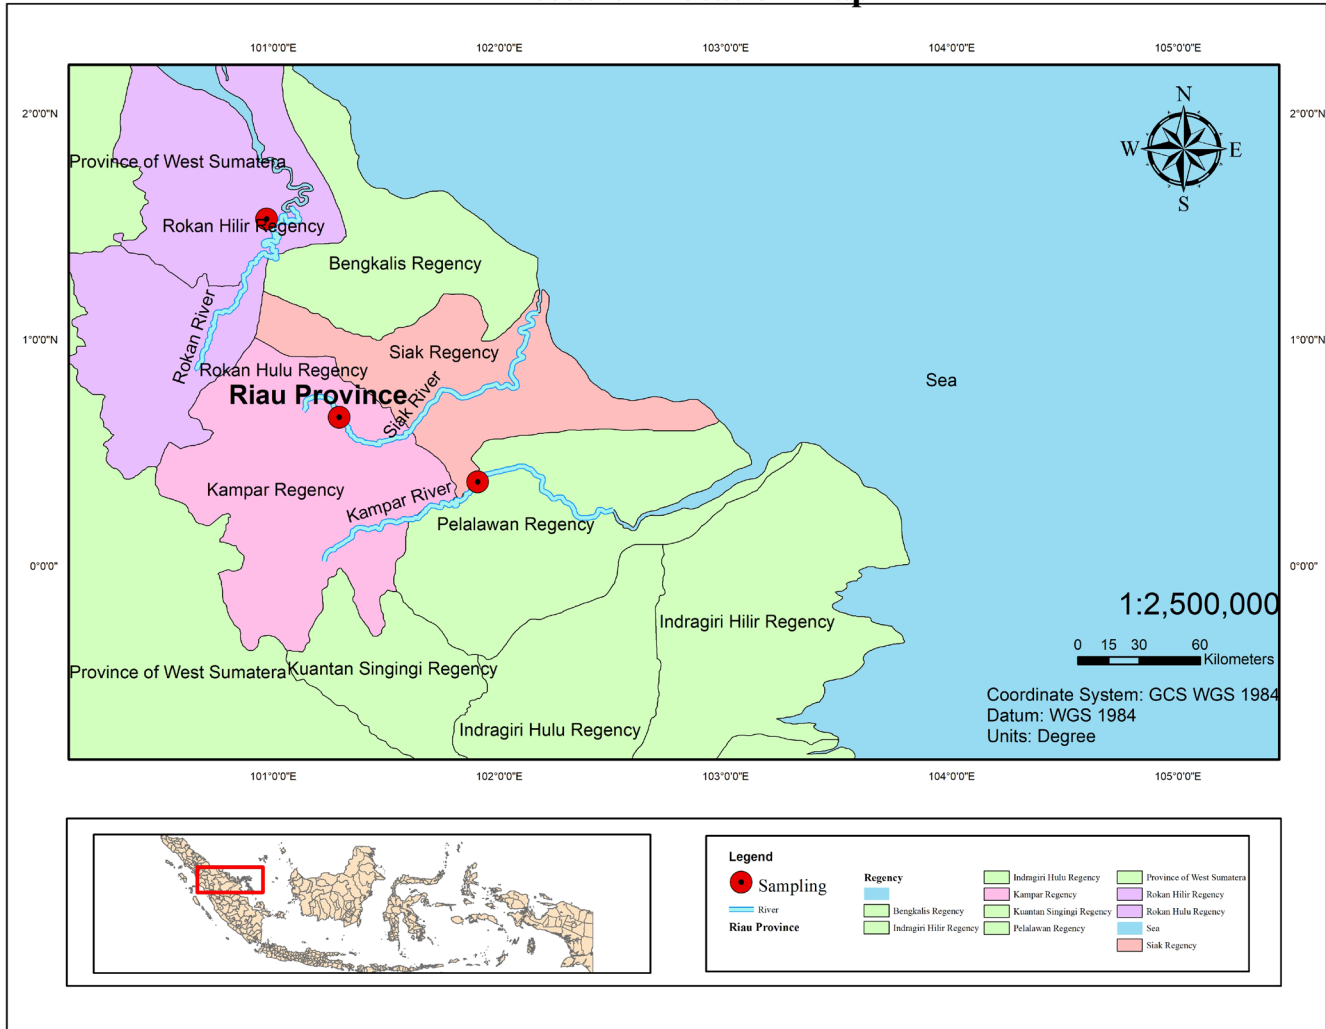 101°0'0"E 102°0'0"E 103°0'0"E 104°0'0"E 105°0'0"E
2°0'0"N 2°0'0"N
N
W E
S
Province of West Sumatera
Rokan Hilir Regency
Bengkalis Regency
Rokan River
1°0'0"N 1°0'0"N
Siak Regency
Rokan Hulu Regency
Sea
Riau Province
Siak River
Kampar Regency
Kampar River
Pelalawan Regency
0°0'0" 0°0'0"
1:2,500,000
Indragiri Hilir Regency
0 15 30 60
Kilometers
Province of West Sumatera
Kuantan Singingi Regency
Coordinate System: GCS WGS 1984
Datum: WGS 1984
Units: Degree
Indragiri Hulu Regency
101°0'0"E 102°0'0"E 103°0'0"E 104°0'0"E 105°0'0"E
Legend
Sampling
River
Riau Province
Regency
Bengkalis Regency
Indragiri Hilir Regency
Indragiri Hulu Regency
Kampar Regency
Kuantan Singingi Regency
Pelalawan Regency
Province of West Sumatera
Rokan Hilir Regency
Rokan Hulu Regency
Sea
Siak Regency